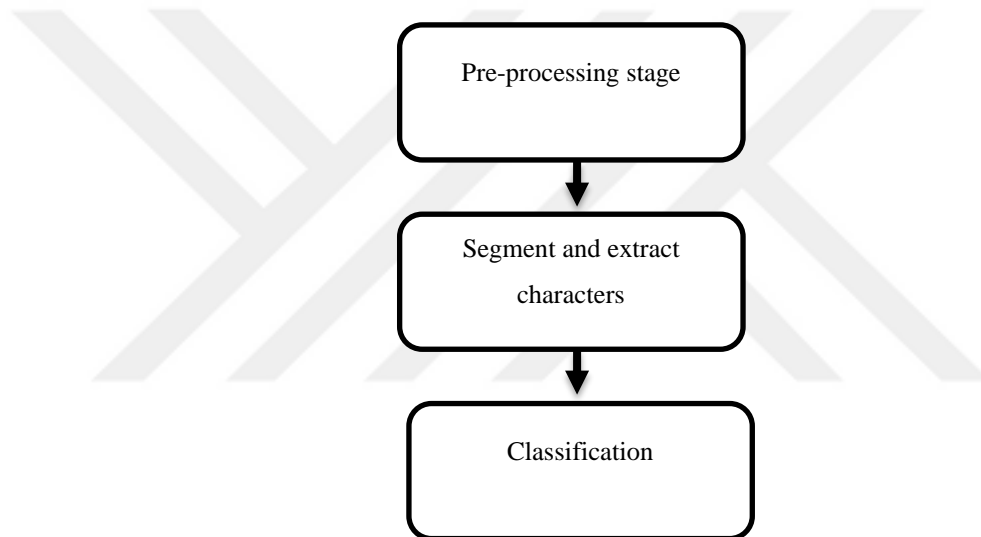 Pre-processing stage
Segment and extract
characters
Classification